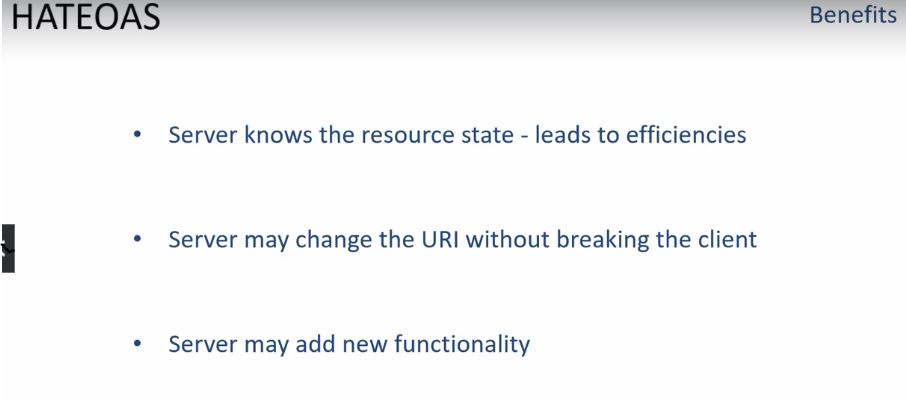 HATEOAS
Benefits
• Server knows the resource state - leads to efficiencies
• Server may change the URI without breaking the client
• Server may add new functionality